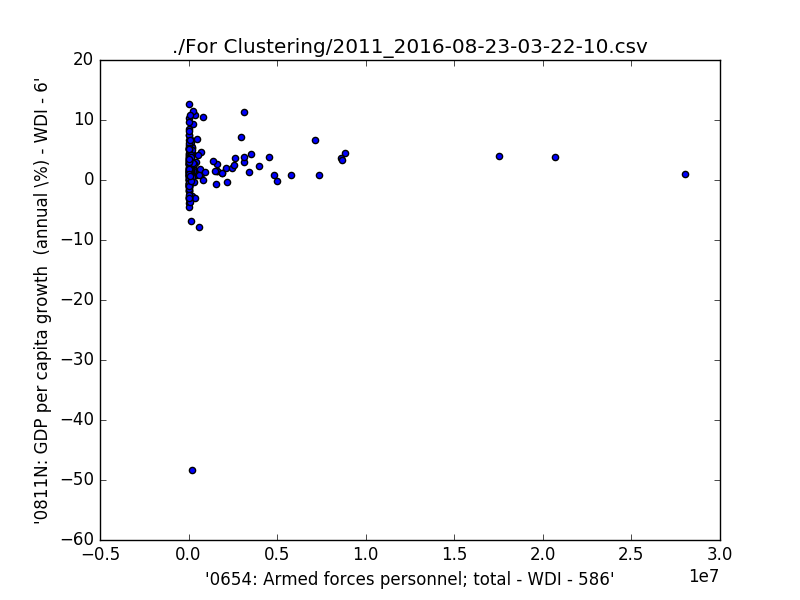 ./For Clustering/2011_2016-08-23-03-22-10.csv
20
10
0
−10
−20
−30
−40
−50
−60
'0811N: GDP per capita growth  (annual \%) - WDI - 6'
−0.5 0.0 0.5 1.0 1.5 2.0 2.5 3.0
1e7
'0654: Armed forces personnel; total - WDI - 586'